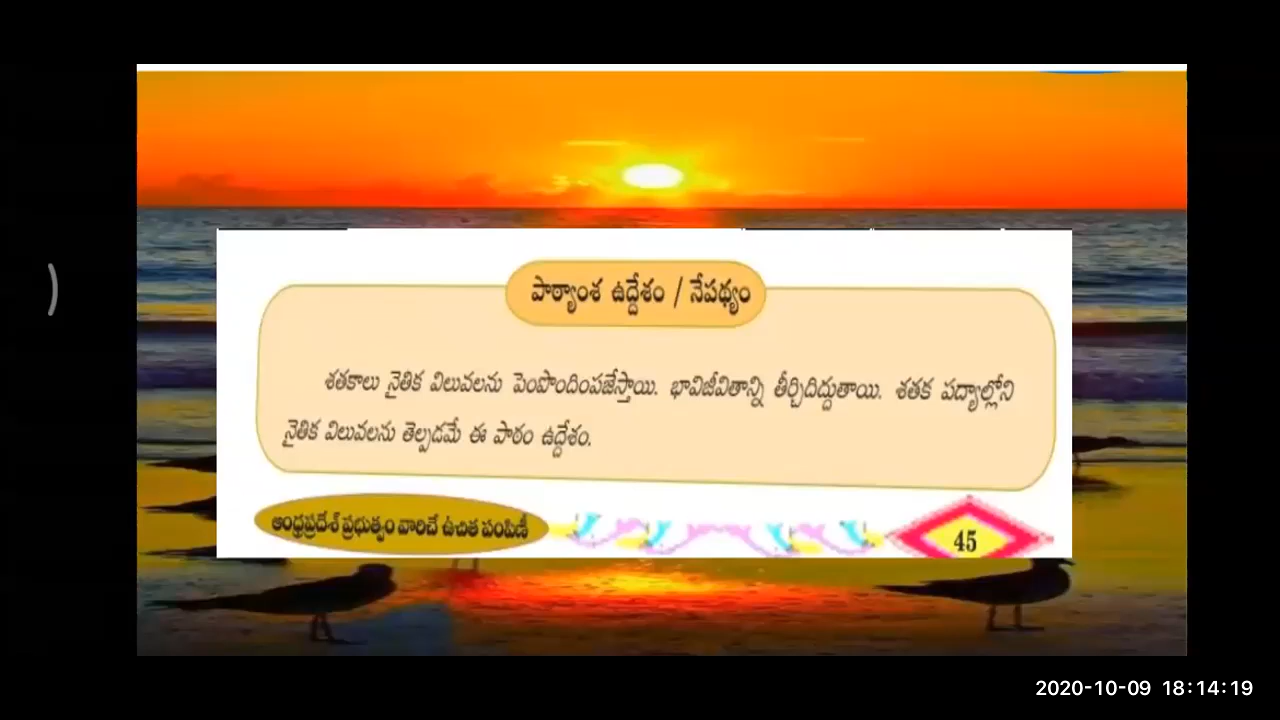 పాఠ్యాంశ ఉద్దేశం / నేపథ్యం
శతకాలు నైతిక విలువలను పెంపొందింపజేస్తాయి. భావిజీవితాన్ని తీర్చిదిద్దుతాయి. శతక పద్యాల్లోని
నైతిక విలువలను తెల్పడమే ఈ పాఠం ఉద్దేశం.
ఆంధ్రప్రదేశ్ ప్రభుత్వం వారిచే ఉచిత పంపిణీ
45
2020-10-09 18:14:19